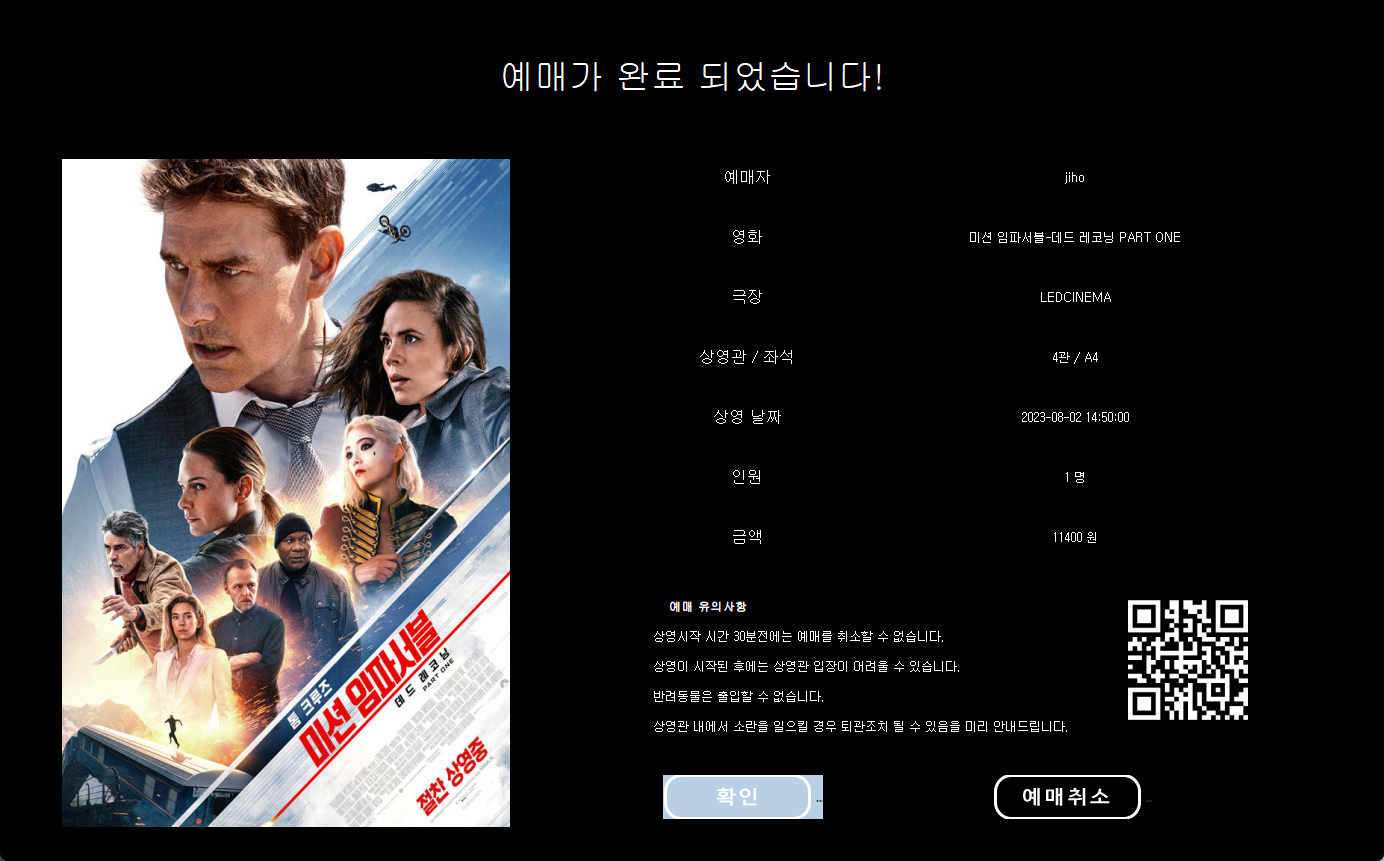 예매가 완료 되었습니다!
톰 크루즈
미션 임파서블
데드 레코닝
PART ONE
절찬 상영중
예매자 jiho
영화 미션 임파서블-데드 레코닝 PART ONE
극장 LEDCINEMA
상영관 / 좌석 4관 / A4
상영 날짜 2023-08-02 14:50:00
인원 1 명
금액 11400 원
예매 유의사항
상영시작 시간 30분전에는 예매를 취소할 수 없습니다.
상영이 시작된 후에는 상영관 입장이 어려울 수 있습니다.
반려동물은 출입할 수 없습니다.
상영관 내에서 소란을 일으킬 경우 퇴관조치 될 수 있음을 미리 안내드립니다.
확인 ...
예매취소 ...